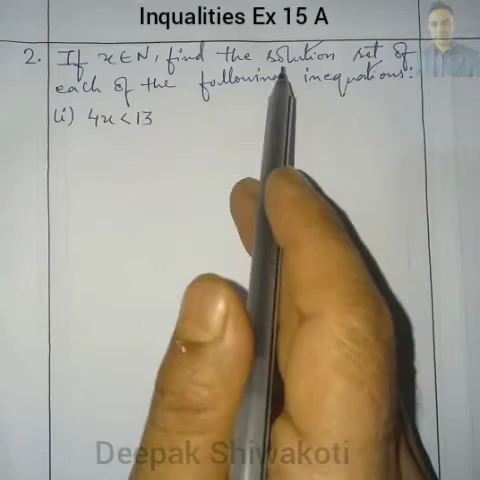 Inqualities Ex 15 A
2. If x ∈ N, find the solution set of
each of the following inequations:
(i) 4x < 13
Deepak Shiwakoti